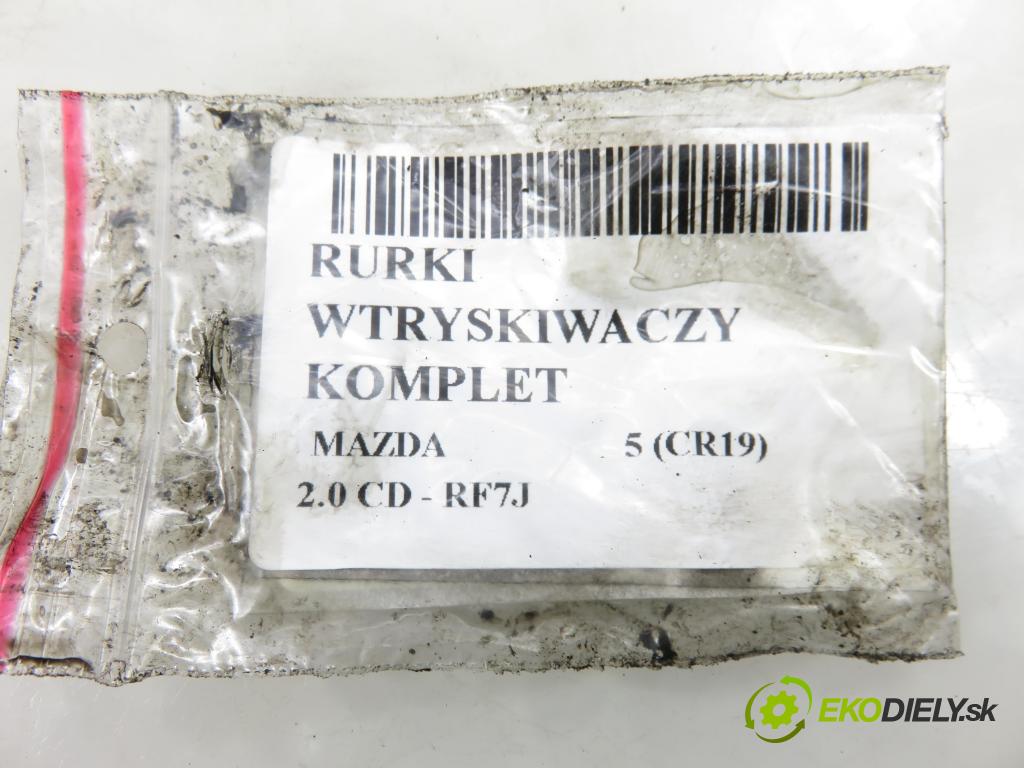 RURKI
WTRYSKIWACZY
KOMPLET
MAZDA 5 (CR19)
2.0 CD - RF7J
EKODIELY.sk